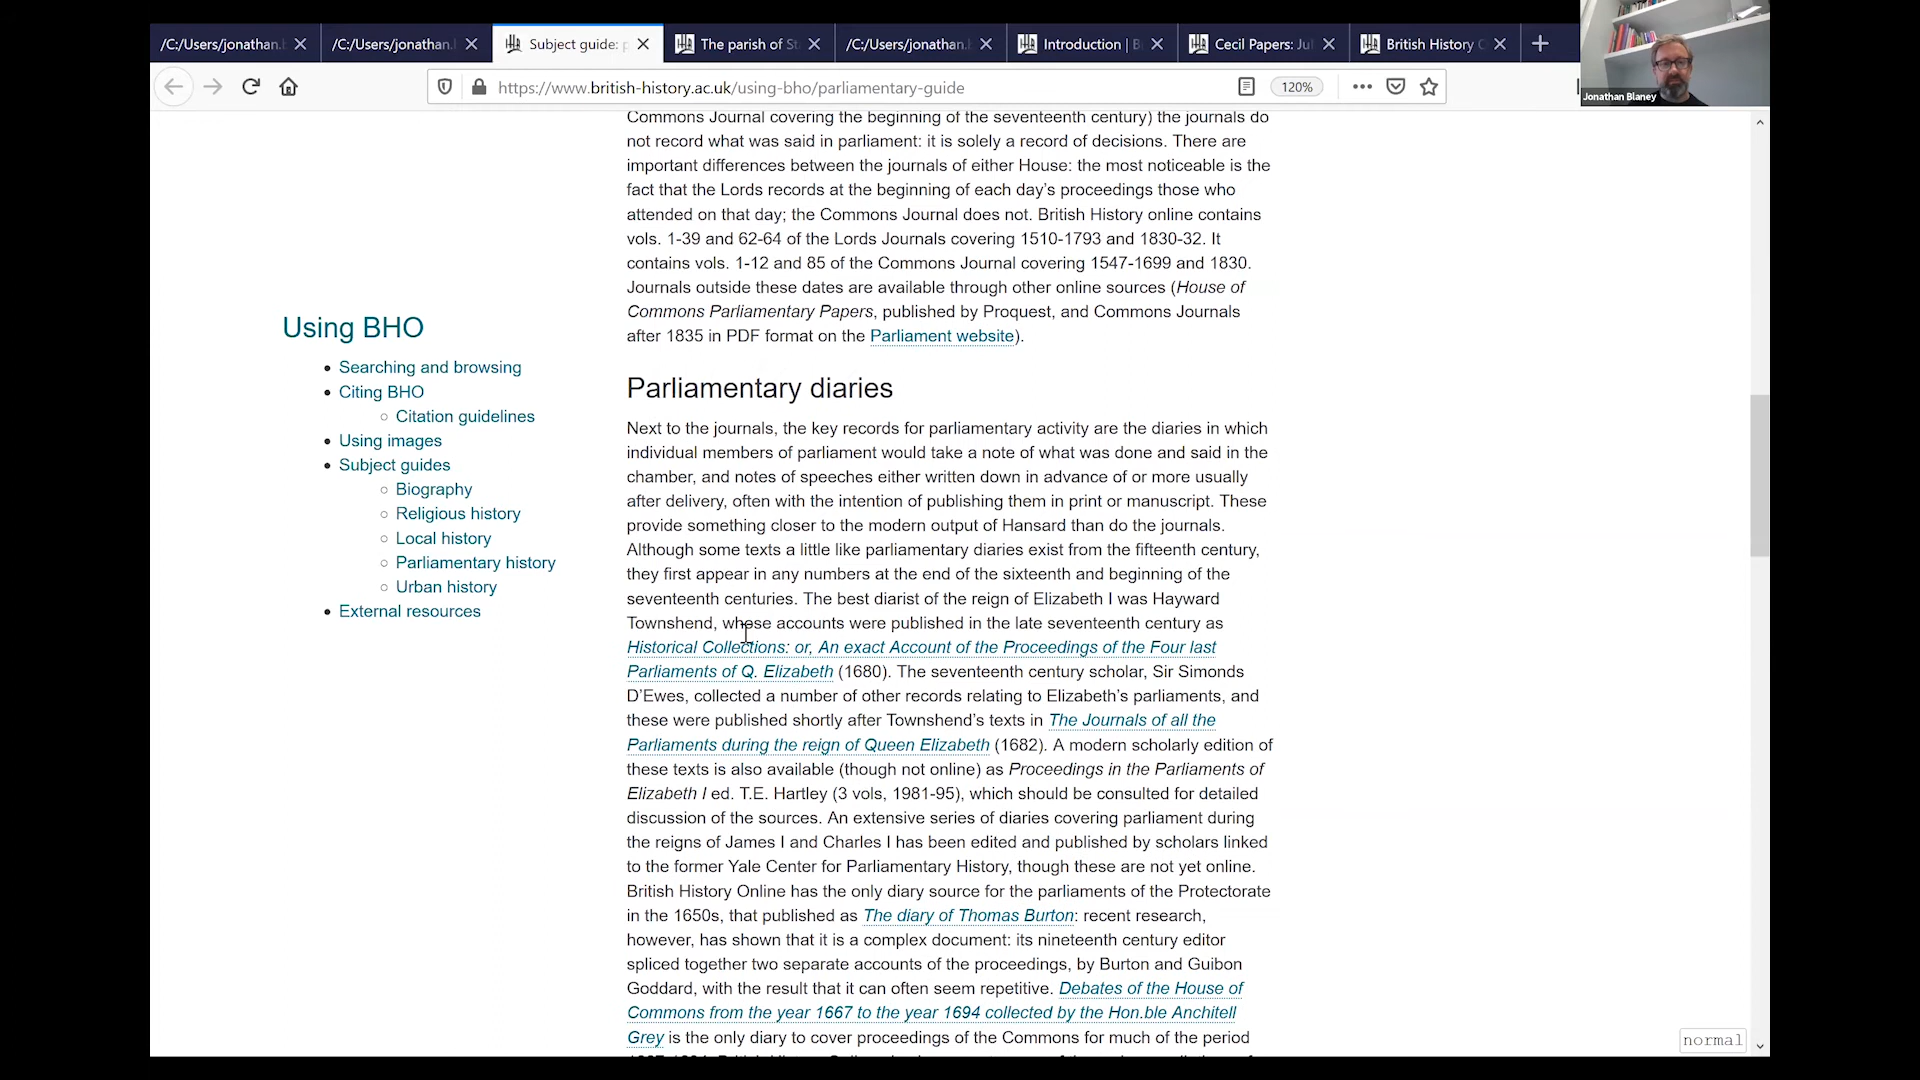 /C:/Users/jonathan.b
/C:/Users/jonathan.
Subject guide: p
The parish of St
/C:/Users/jonathan.l
Introduction | B
Cecil Papers: Jul
British History O
Jonathan Blaney
https://www.british-history.ac.uk/using-bho/parliamentary-guide
120%
Using BHO
Searching and browsing
Citing BHO
Citation guidelines
Using images
Subject guides
Biography
Religious history
Local history
Parliamentary history
Urban history
External resources
Commons Journal covering the beginning of the seventeenth century) the journals do
not record what was said in parliament: it is solely a record of decisions. There are
important differences between the journals of either House: the most noticeable is the
fact that the Lords records at the beginning of each day's proceedings those who
attended on that day; the Commons Journal does not. British History online contains
vols. 1-39 and 62-64 of the Lords Journals covering 1510-1793 and 1830-32. It
contains vols. 1-12 and 85 of the Commons Journal covering 1547-1699 and 1830.
Journals outside these dates are available through other online sources (House of
Commons Parliamentary Papers, published by Proquest, and Commons Journals
after 1835 in PDF format on the Parliament website).
Parliamentary diaries
Next to the journals, the key records for parliamentary activity are the diaries in which
individual members of parliament would take a note of what was done and said in the
chamber, and notes of speeches either written down in advance of or more usually
after delivery, often with the intention of publishing them in print or manuscript. These
provide something closer to the modern output of Hansard than do the journals.
Although some texts a little like parliamentary diaries exist from the fifteenth century,
they first appear in any numbers at the end of the sixteenth and beginning of the
seventeenth centuries. The best diarist of the reign of Elizabeth I was Hayward
Townshend, whose accounts were published in the late seventeenth century as
Historical Collections: or, An exact Account of the Proceedings of the Four last
Parliaments of Q. Elizabeth (1680). The seventeenth century scholar, Sir Simonds
D'Ewes, collected a number of other records relating to Elizabeth's parliaments, and
these were published shortly after Townshend's texts in The Journals of all the
Parliaments during the reign of Queen Elizabeth (1682). A modern scholarly edition of
these texts is also available (though not online) as Proceedings in the Parliaments of
Elizabeth I ed. T.E. Hartley (3 vols, 1981-95), which should be consulted for detailed
discussion of the sources. An extensive series of diaries covering parliament during
the reigns of James I and Charles I has been edited and published by scholars linked
to the former Yale Center for Parliamentary History, though these are not yet online.
British History Online has the only diary source for the parliaments of the Protectorate
in the 1650s, that published as The diary of Thomas Burton: recent research,
however, has shown that it is a complex document: its nineteenth century editor
spliced together two separate accounts of the proceedings, by Burton and Guibon
Goddard, with the result that it can often seem repetitive. Debates of the House of
Commons from the year 1667 to the year 1694 collected by the Hon.ble Anchitell
Grey is the only diary to cover proceedings of the Commons for much of the period
normal